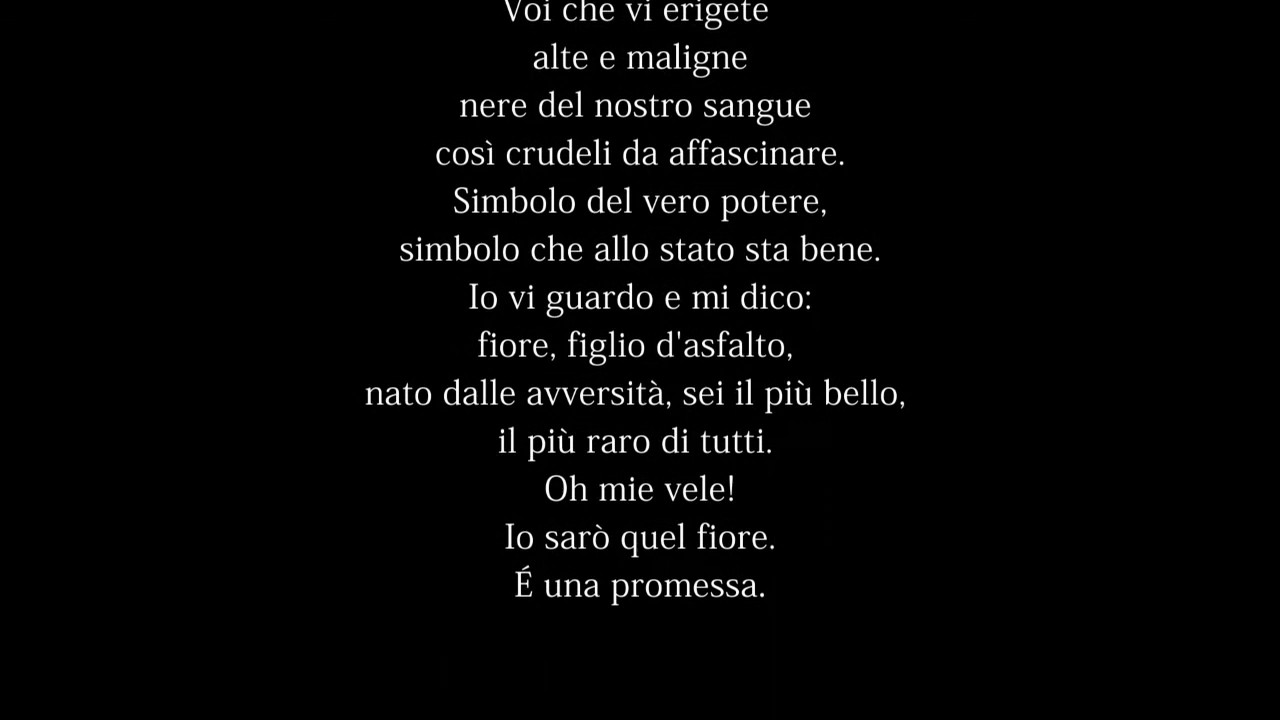 Voi che vi erigete
alte e maligne
nere del nostro sangue
così crudeli da affascinare.
Simbolo del vero potere,
simbolo che allo stato sta bene.
Io vi guardo e mi dico:
fiore, figlio d'asfalto,
nato dalle avversità, sei il più bello,
il più raro di tutti.
Oh mie vele!
Io sarò quel fiore.
É una promessa.